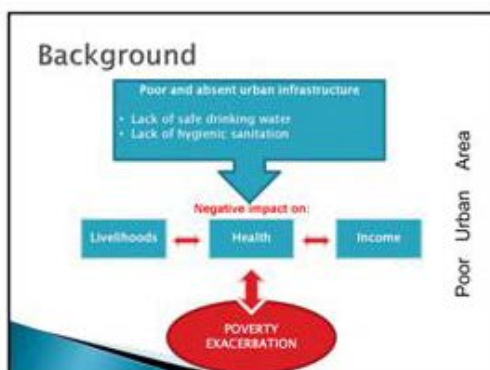 Background
Poor and absent urban infrastructure
• Lack of safe drinking water
• Lack of hygienic sanitation
Negative impact on:
Livelihoods
Health
Income
POVERTY
EXACERBATION
Poor Urban Area